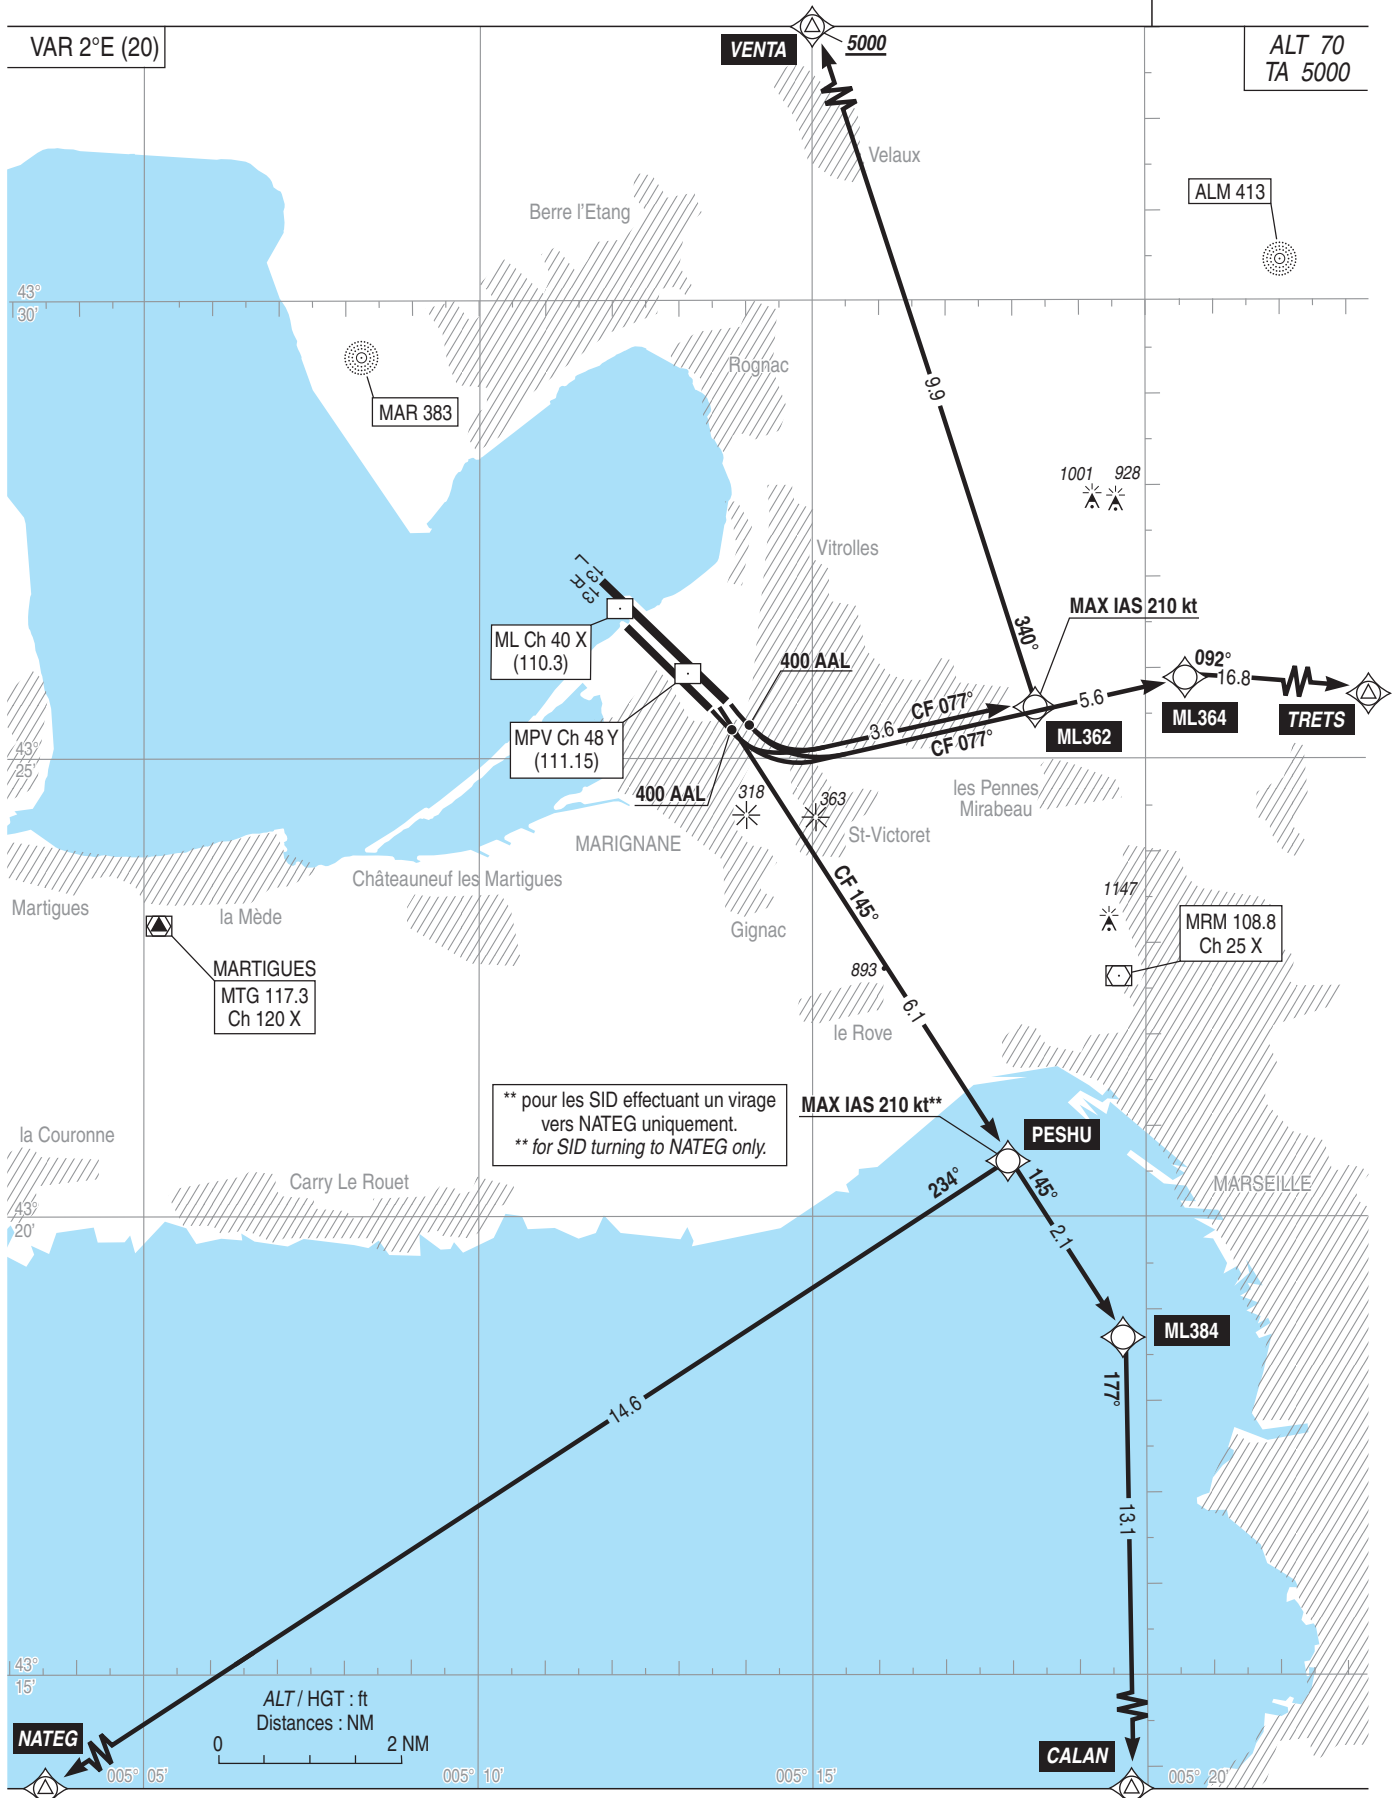 VAR 2°E (20)
VENTA
5000
ALT 70
TA 5000
Velaux
ALM 413
Berre l'Etang
43°
30'
Rognac
MAR 383
9.9
1001
928
Vitrolles
13 L
13 R
ML Ch 40 X
(110.3)
MAX IAS 210 kt
340°
400 AAL
092°
16.8
ML364
TRETS
5.6
CF 077°
3.6
CF 077°
ML362
MPV Ch 48 Y
(111.15)
43°
25'
400 AAL
318
363
les Pennes
Mirabeau
MARIGNANE
St-Victoret
CF 145°
Châteauneuf les Martigues
Martigues
la Mède
Gignac
1147
MRM 108.8
Ch 25 X
MARTIGUES
MTG 117.3
Ch 120 X
893
6.1
le Rove
** pour les SID effectuant un virage
vers NATEG uniquement.
** for SID turning to NATEG only.
MAX IAS 210 kt**
PESHU
la Couronne
Carry Le Rouet
234°
145°
MARSEILLE
43°
20'
2.1
ML384
177°
14.6
13.1
43°
15'
ALT / HGT : ft
Distances : NM
0
2 NM
NATEG
CALAN
005° 05'
005° 10'
005° 15'
005° 20'